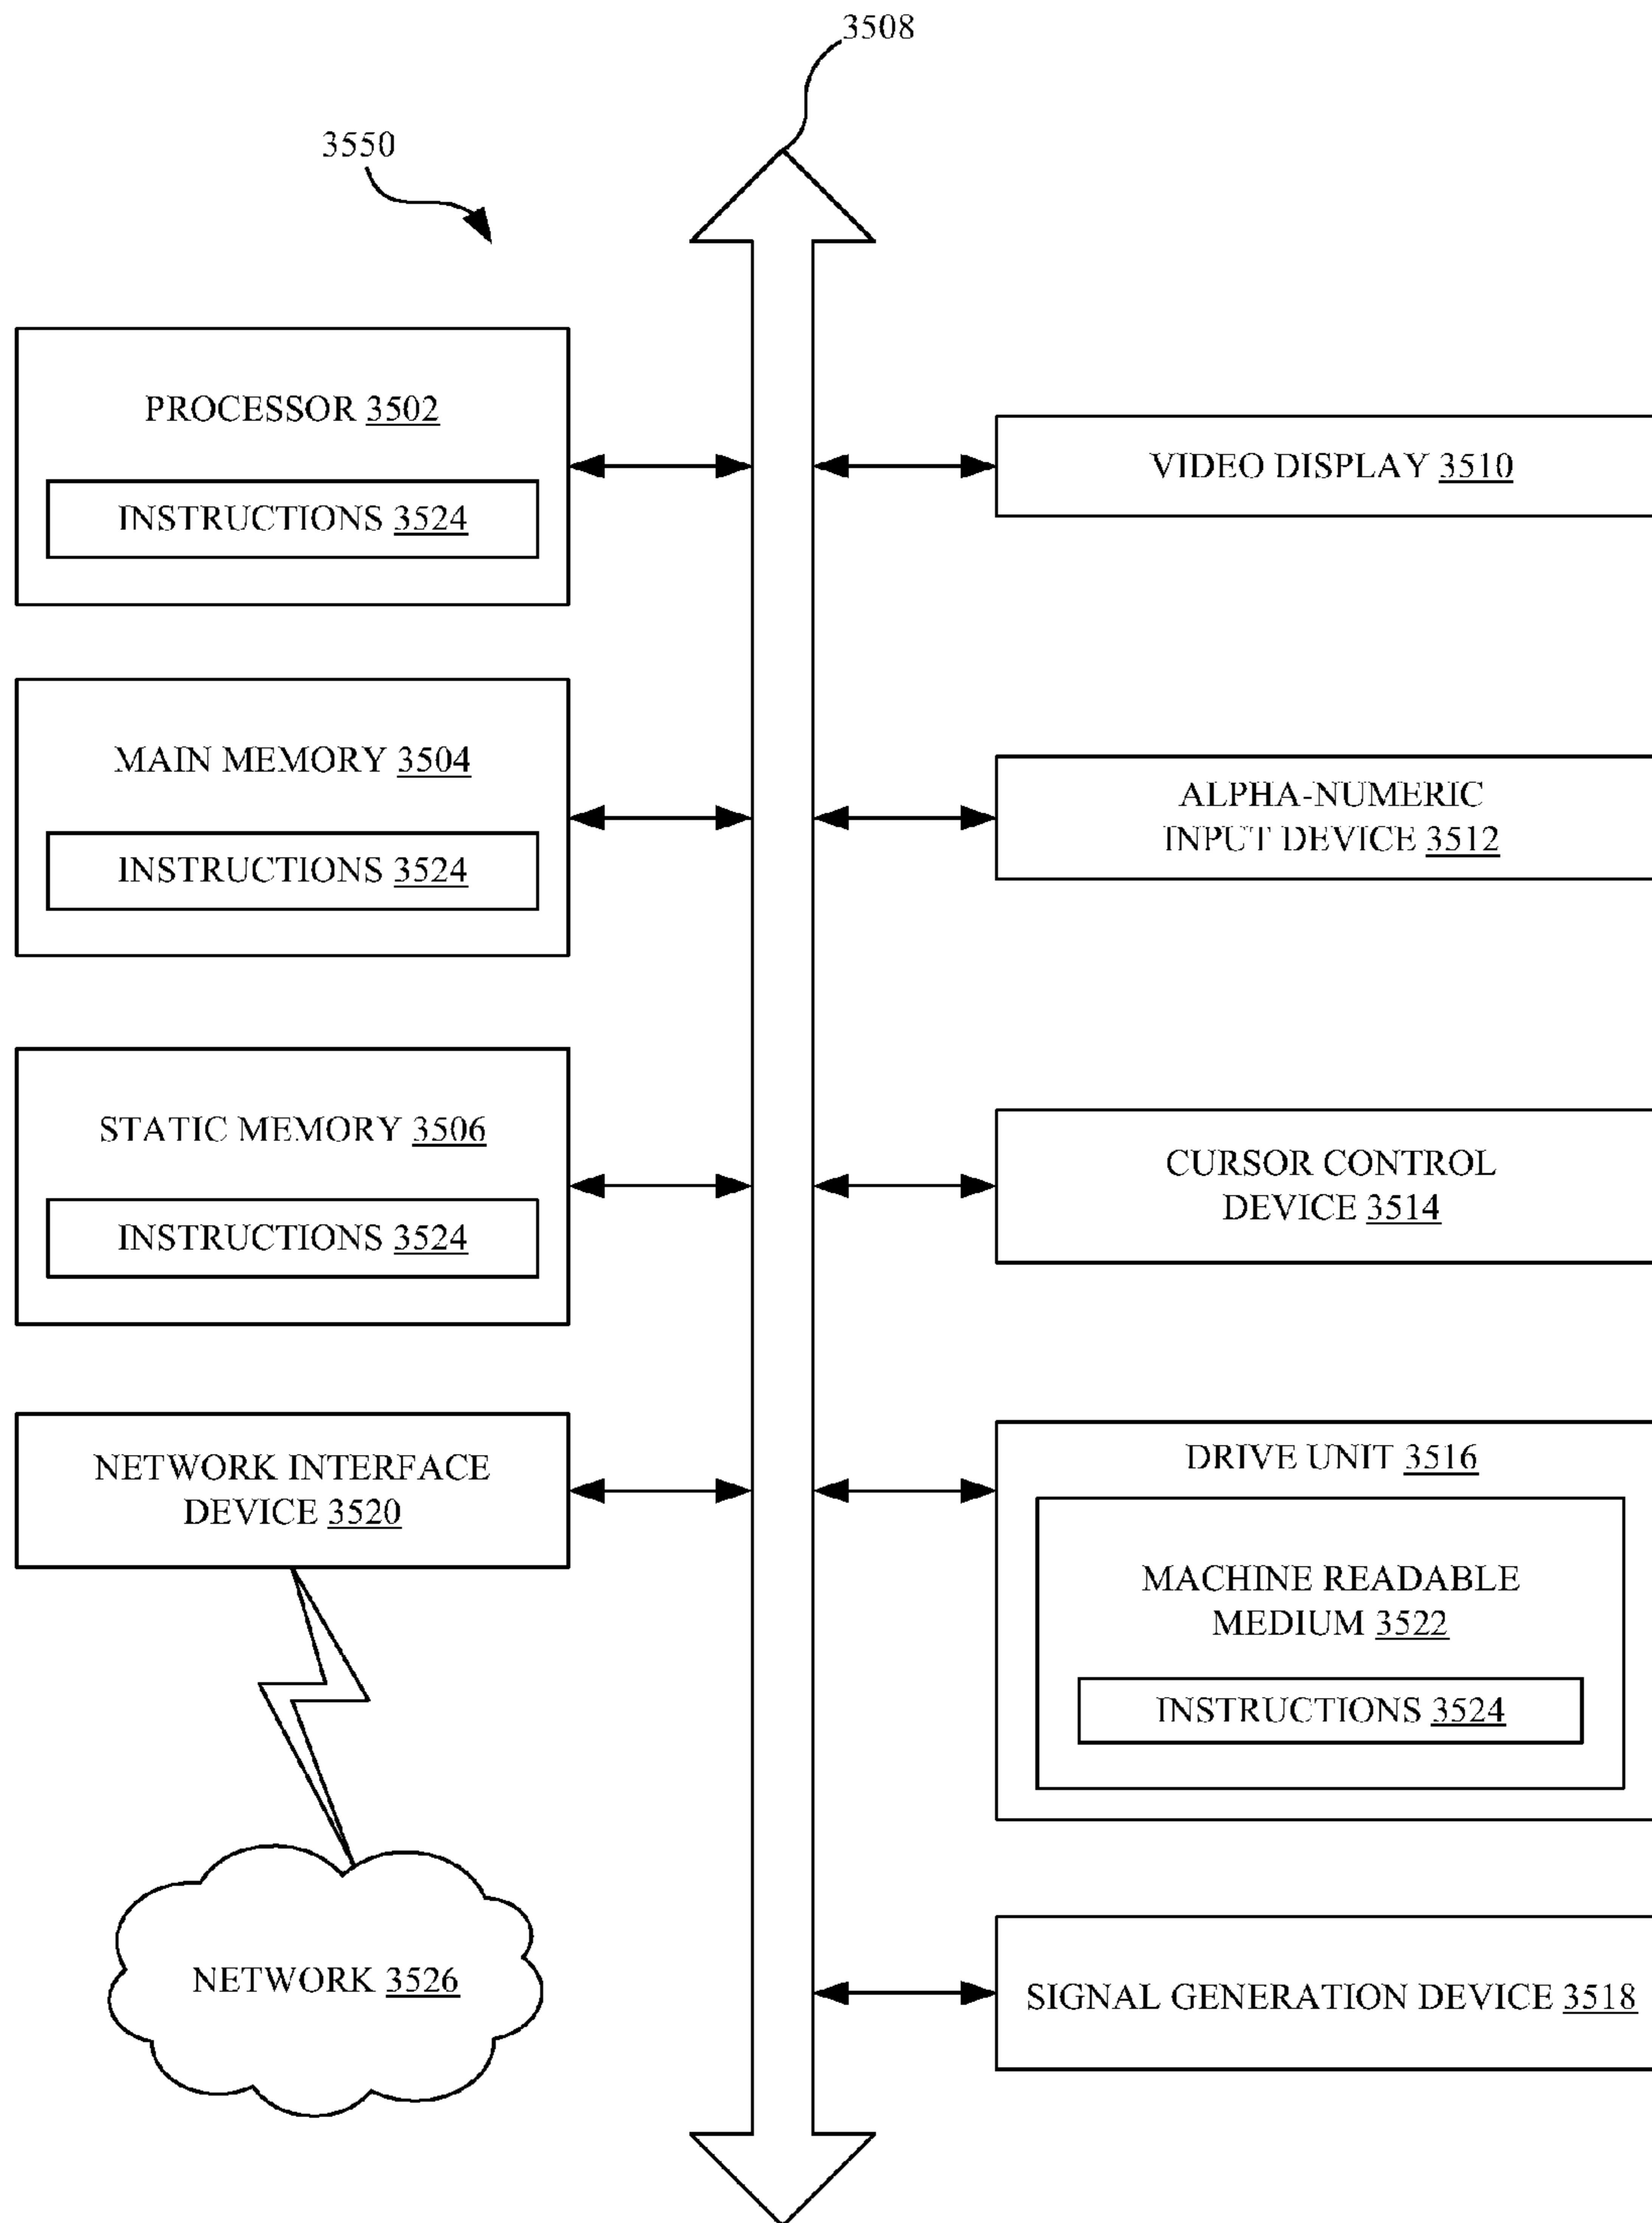 3508
3550
PROCESSOR 3502
INSTRUCTIONS 3524
MAIN MEMORY 3504
INSTRUCTIONS 3524
STATIC MEMORY 3506
INSTRUCTIONS 3524
NETWORK INTERFACE
DEVICE 3520
NETWORK 3526
VIDEO DISPLAY 3510
ALPHA-NUMERIC
INPUT DEVICE 3512
CURSOR CONTROL
DEVICE 3514
DRIVE UNIT 3516
MACHINE READABLE
MEDIUM 3522
INSTRUCTIONS 3524
SIGNAL GENERATION DEVICE 3518